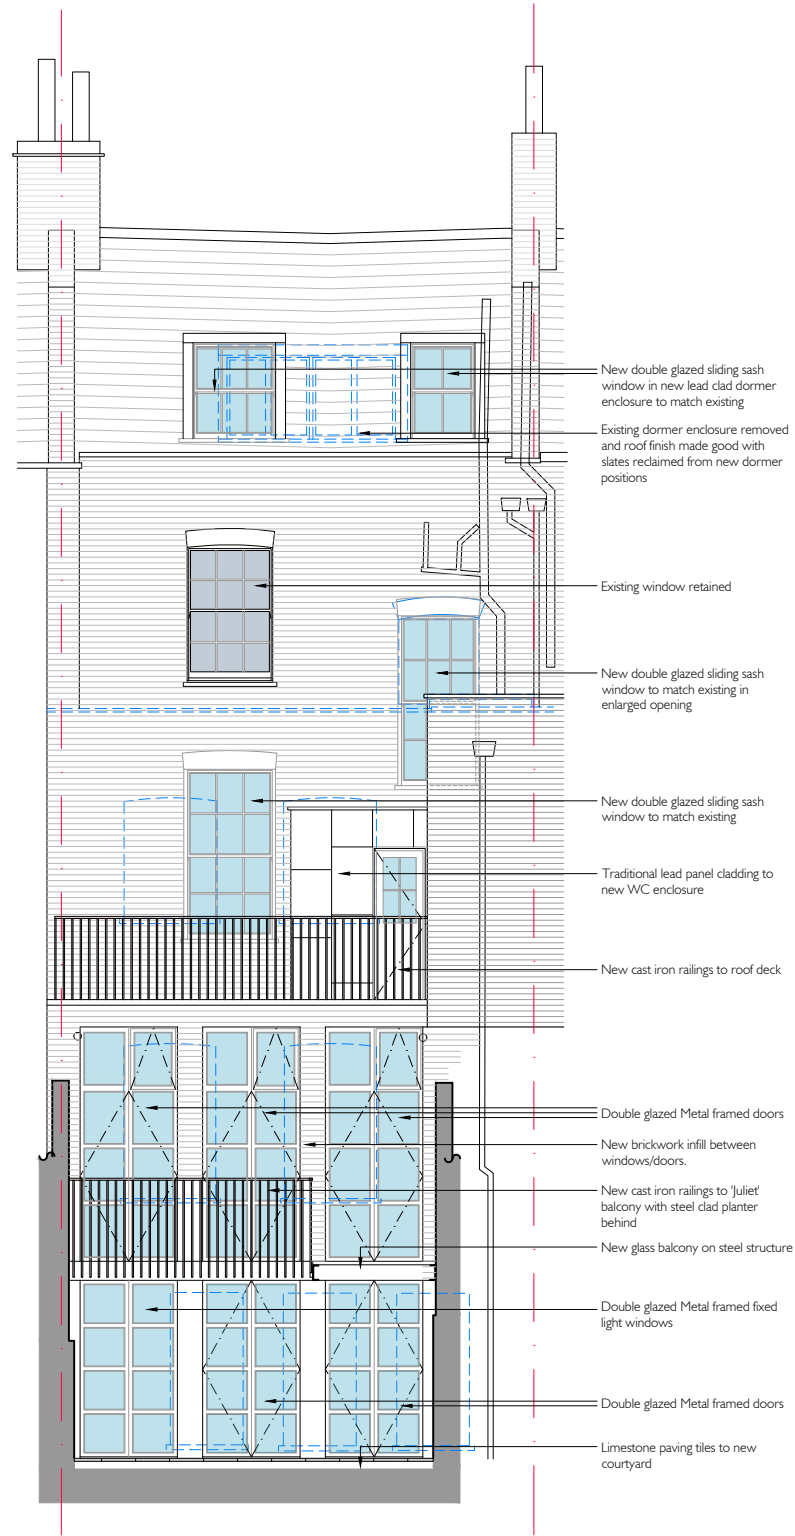 New double glazed sliding sash
window in new lead clad dormer
enclosure to match existing
Existing dormer enclosure removed
and roof finish made good with
slates reclaimed from new dormer
positions
Existing window retained
New double glazed sliding sash
window to match existing in
enlarged opening
New double glazed sliding sash
window to match existing
Traditional lead panel cladding to
new WC enclosure
New cast iron railings to roof deck
Double glazed Metal framed doors
New brickwork infill between
windows/doors.
New cast iron railings to 'Juliet'
balcony with steel clad planter
behind
New glass balcony on steel structure
Double glazed Metal framed fixed
light windows
Double glazed Metal framed doors
Limestone paving tiles to new
courtyard